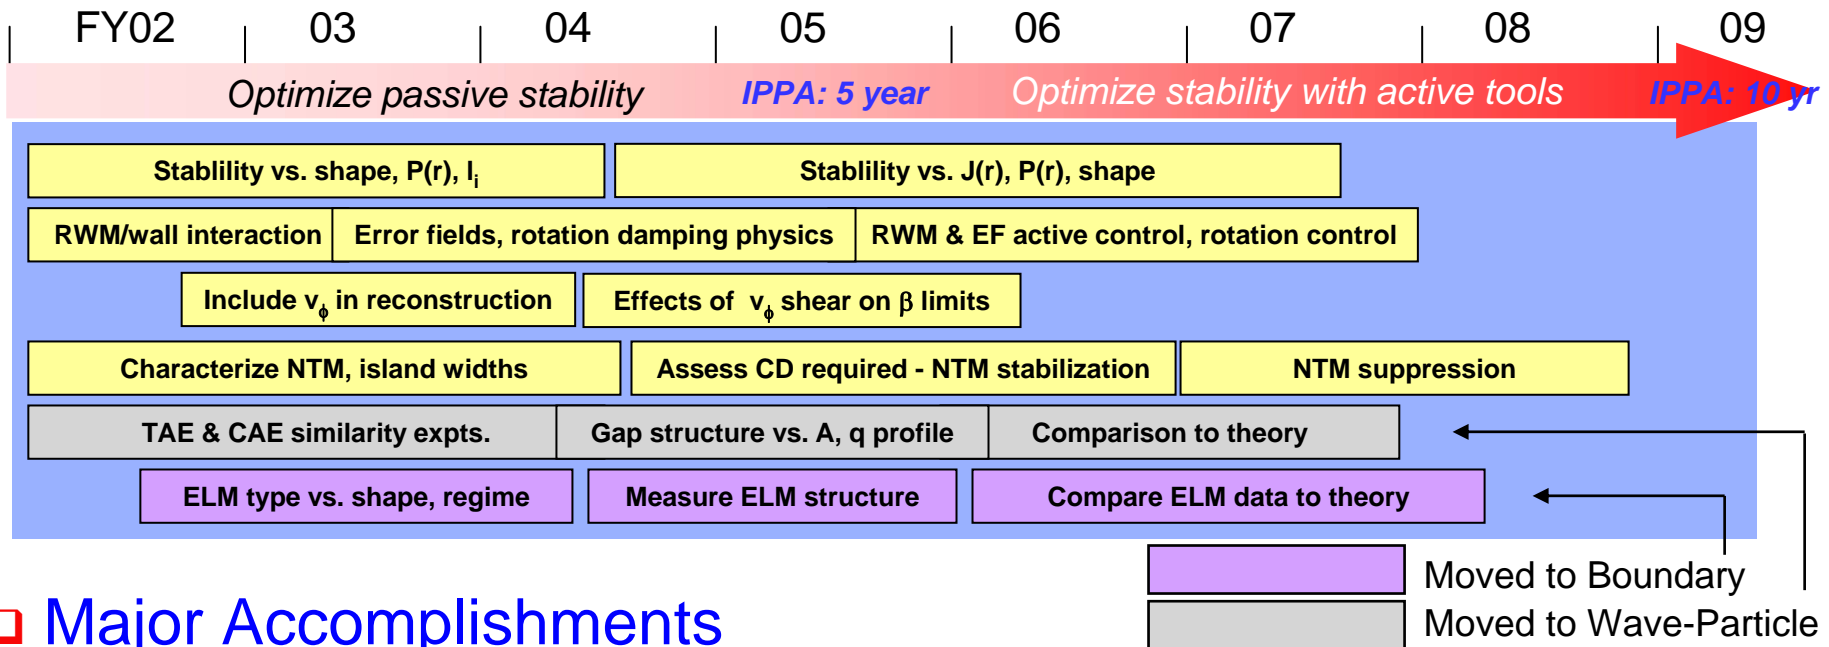 FY02 03 04 05 06 07 08 09
Optimize passive stability IPPA: 5 year Optimize stability with active tools IPPA: 10 yr
Stablility vs. shape, P(r), lᵢ Stablility vs. J(r), P(r), shape
RWM/wall interaction Error fields, rotation damping physics RWM & EF active control, rotation control
Include vϕ in reconstruction Effects of vϕ shear on β limits
Characterize NTM, island widths Assess CD required - NTM stabilization NTM suppression
TAE & CAE similarity expts. Gap structure vs. A, q profile Comparison to theory
ELM type vs. shape, regime Measure ELM structure Compare ELM data to theory
Moved to Boundary
Moved to Wave-Particle
Major Accomplishments